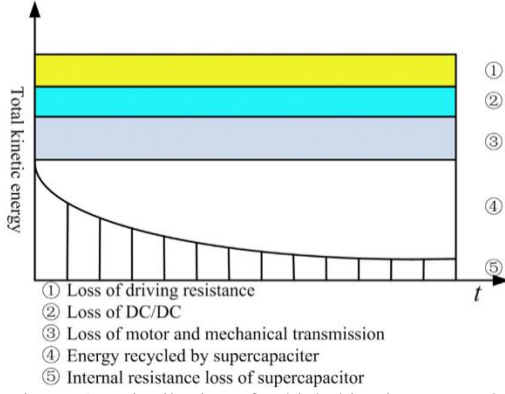 Total kinetic energy
①
②
③
④
⑤
t
① Loss of driving resistance
② Loss of DC/DC
③ Loss of motor and mechanical transmission
④ Energy recycled by supercapaciter
⑤ Internal resistance loss of supercapacitor